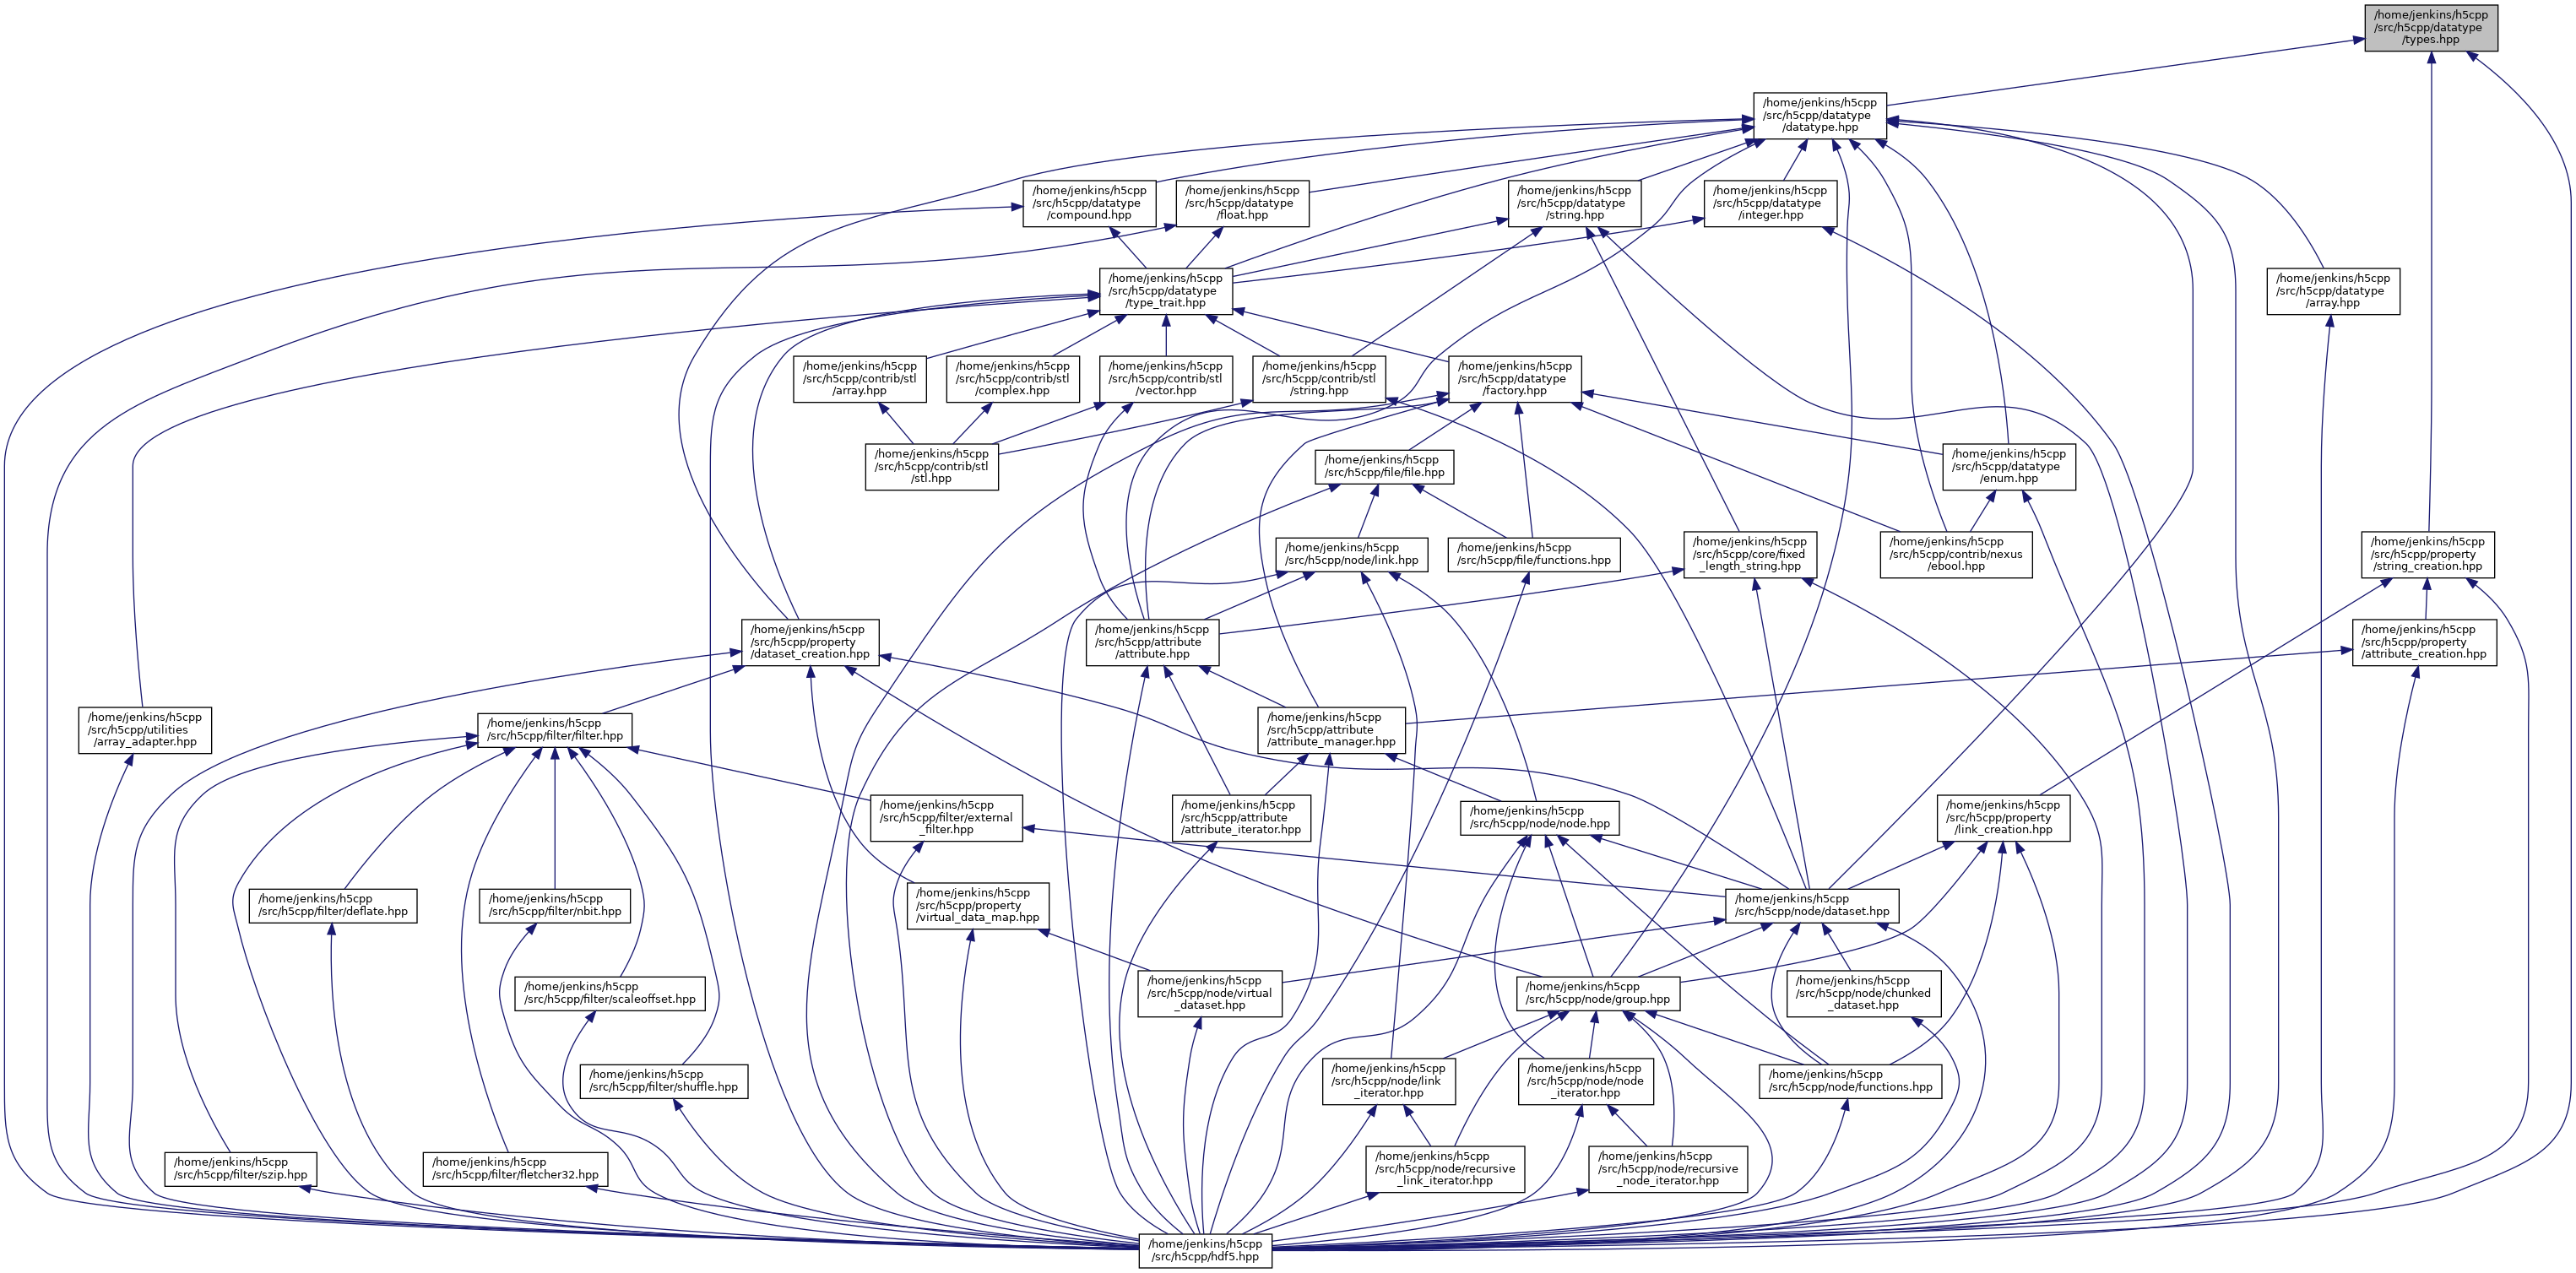 /home/jenkins/h5cpp
/src/h5cpp/datatype
/types.hpp
/home/jenkins/h5cpp
/src/h5cpp/datatype
/datatype.hpp
/home/jenkins/h5cpp
/src/h5cpp/datatype
/compound.hpp
/home/jenkins/h5cpp
/src/h5cpp/datatype
/float.hpp
/home/jenkins/h5cpp
/src/h5cpp/datatype
/string.hpp
/home/jenkins/h5cpp
/src/h5cpp/datatype
/integer.hpp
/home/jenkins/h5cpp
/src/h5cpp/datatype
/type_trait.hpp
/home/jenkins/h5cpp
/src/h5cpp/datatype
/array.hpp
/home/jenkins/h5cpp
/src/h5cpp/contrib/stl
/array.hpp
/home/jenkins/h5cpp
/src/h5cpp/contrib/stl
/complex.hpp
/home/jenkins/h5cpp
/src/h5cpp/contrib/stl
/vector.hpp
/home/jenkins/h5cpp
/src/h5cpp/contrib/stl
/string.hpp
/home/jenkins/h5cpp
/src/h5cpp/datatype
/factory.hpp
/home/jenkins/h5cpp
/src/h5cpp/contrib/stl
/stl.hpp
/home/jenkins/h5cpp
/src/h5cpp/file/file.hpp
/home/jenkins/h5cpp
/src/h5cpp/datatype
/enum.hpp
/home/jenkins/h5cpp
/src/h5cpp/node/link.hpp
/home/jenkins/h5cpp
/src/h5cpp/file/functions.hpp
/home/jenkins/h5cpp
/src/h5cpp/core/fixed
_length_string.hpp
/home/jenkins/h5cpp
/src/h5cpp/contrib/nexus
/ebool.hpp
/home/jenkins/h5cpp
/src/h5cpp/property
/string_creation.hpp
/home/jenkins/h5cpp
/src/h5cpp/property
/dataset_creation.hpp
/home/jenkins/h5cpp
/src/h5cpp/attribute
/attribute.hpp
/home/jenkins/h5cpp
/src/h5cpp/property
/attribute_creation.hpp
/home/jenkins/h5cpp
/src/h5cpp/utilities
/array_adapter.hpp
/home/jenkins/h5cpp
/src/h5cpp/filter/filter.hpp
/home/jenkins/h5cpp
/src/h5cpp/attribute
/attribute_manager.hpp
/home/jenkins/h5cpp
/src/h5cpp/filter/external
_filter.hpp
/home/jenkins/h5cpp
/src/h5cpp/attribute
/attribute_iterator.hpp
/home/jenkins/h5cpp
/src/h5cpp/node/node.hpp
/home/jenkins/h5cpp
/src/h5cpp/property
/link_creation.hpp
/home/jenkins/h5cpp
/src/h5cpp/filter/deflate.hpp
/home/jenkins/h5cpp
/src/h5cpp/filter/nbit.hpp
/home/jenkins/h5cpp
/src/h5cpp/property
/virtual_data_map.hpp
/home/jenkins/h5cpp
/src/h5cpp/node/dataset.hpp
/home/jenkins/h5cpp
/src/h5cpp/filter/scaleoffset.hpp
/home/jenkins/h5cpp
/src/h5cpp/node/virtual
_dataset.hpp
/home/jenkins/h5cpp
/src/h5cpp/node/group.hpp
/home/jenkins/h5cpp
/src/h5cpp/node/chunked
_dataset.hpp
/home/jenkins/h5cpp
/src/h5cpp/filter/shuffle.hpp
/home/jenkins/h5cpp
/src/h5cpp/node/link
_iterator.hpp
/home/jenkins/h5cpp
/src/h5cpp/node/node
_iterator.hpp
/home/jenkins/h5cpp
/src/h5cpp/node/functions.hpp
/home/jenkins/h5cpp
/src/h5cpp/filter/szip.hpp
/home/jenkins/h5cpp
/src/h5cpp/filter/fletcher32.hpp
/home/jenkins/h5cpp
/src/h5cpp/node/recursive
_link_iterator.hpp
/home/jenkins/h5cpp
/src/h5cpp/node/recursive
_node_iterator.hpp
/home/jenkins/h5cpp
/src/h5cpp/hdf5.hpp